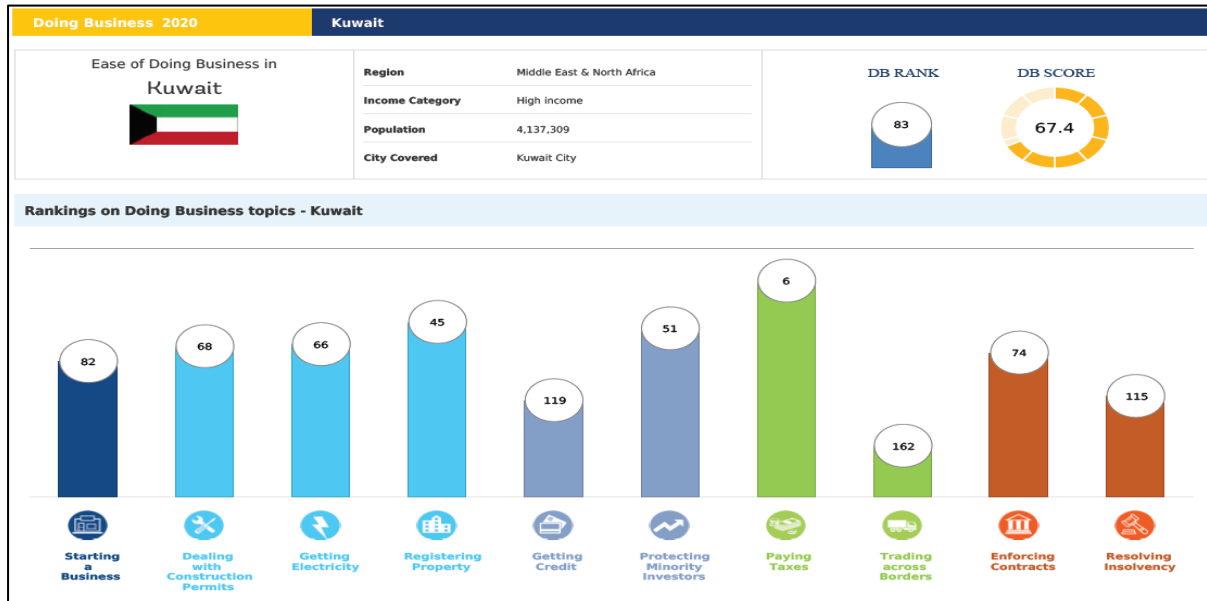 Doing Business 2020
Kuwait
Ease of Doing Business in
Kuwait
Region Middle East & North Africa
Income Category High income
Population 4,137,309
City Covered Kuwait City
DB RANK DB SCORE
83 67.4
Rankings on Doing Business topics - Kuwait
82
68
66
45
119
51
6
162
74
115
Starting
a
Business
Dealing
with
Construction
Permits
Getting
Electricity
Registering
Property
Getting
Credit
Protecting
Minority
Investors
Paying
Taxes
Trading
across
Borders
Enforcing
Contracts
Resolving
Insolvency